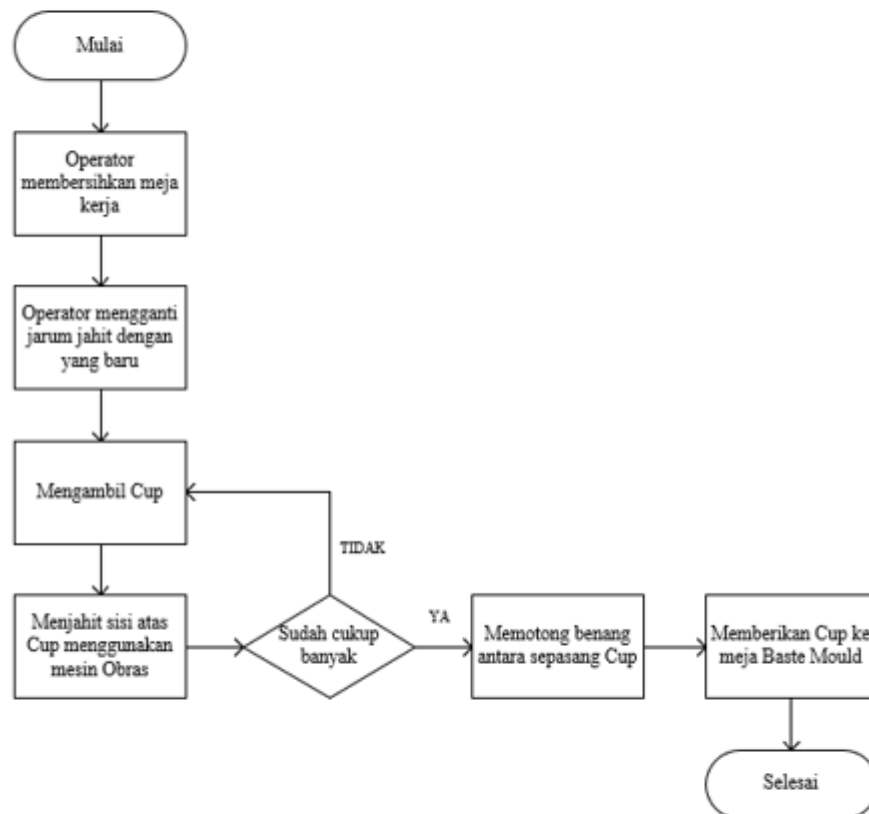 Mulai
Operator
membersihkan meja
kerja
Operator mengganti
jarum jahit dengan
yang baru
Mengambil Cup
TIDAK
Menjahit sisi atas
Cup menggunakan
mesin Obras
Sudah cukup
banyak
YA
Memotong benang
antara sepasang Cup
Memberikan Cup ke
meja Baste Mould
Selesai